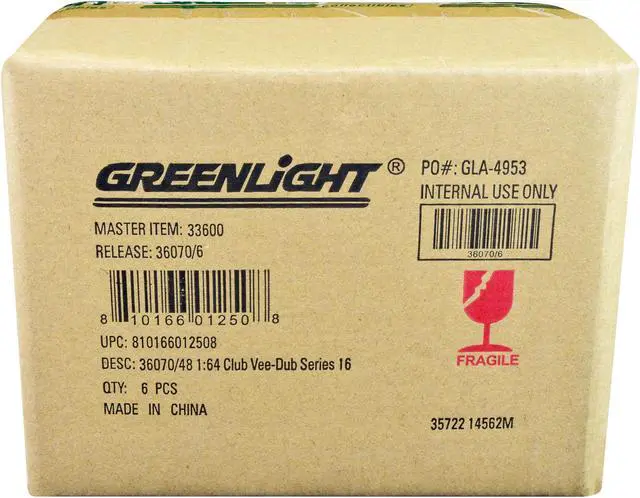 Collectibles
GREENLIGHT®
PO#: GLA-4953
INTERNAL USE ONLY
36070/6
MASTER ITEM: 33600
RELEASE: 36070/6
8 10166 01250 8
UPC: 810166012508
DESC: 36070/48 1:64 Club Vee-Dub Series 16
QTY: 6 PCS
MADE IN CHINA
FRAGILE
35722 14562M